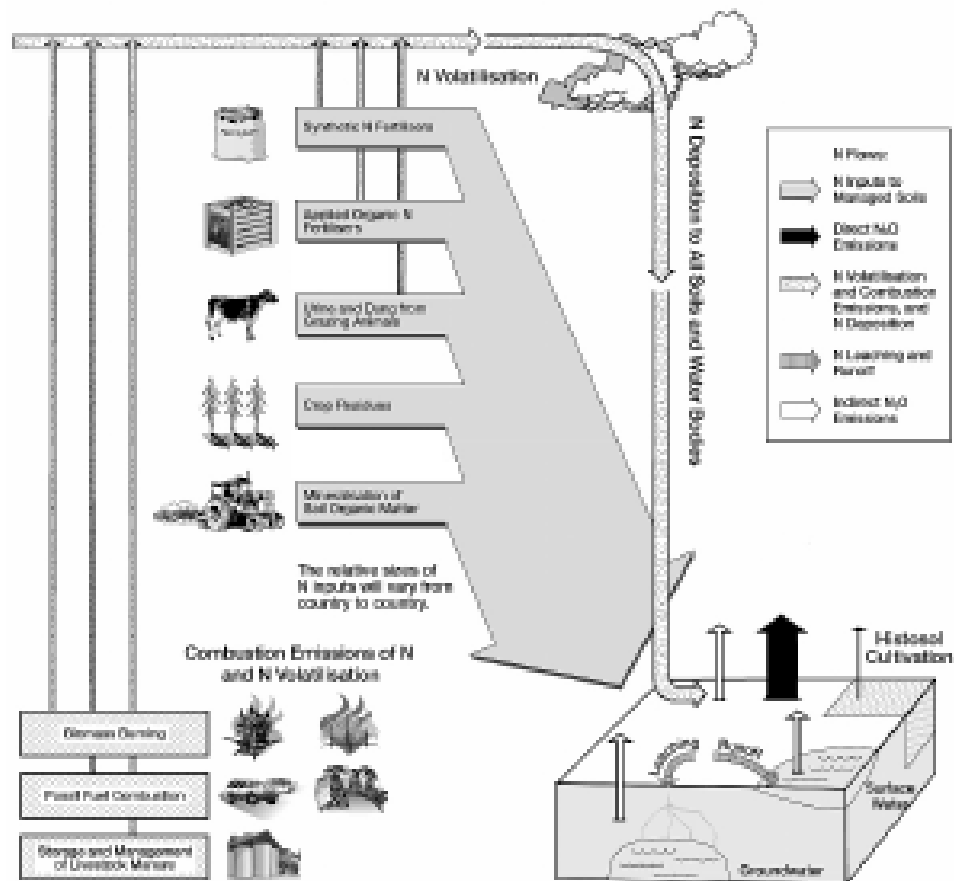 N Volatilisation
Synthetic N Fertilisers
Applied Organic N
Fertilisers
Urine and Dung from
Grazing Animals
Crop Residues
Mineralisation of
Soil Organic Matter
The relative sizes of
N inputs will vary from
country to country.
N Deposition to All Soils and Water Bodies
N Flows:
N Inputs to
Managed Soils
Direct N₂O
Emissions
N Volatilisation
and Combustion
Emissions, and
N Deposition
N Leaching and
Runoff
Indirect N₂O
Emissions
Combustion Emissions of N
and N Volatilisation
Biomass Burning
Fossil Fuel Combustion
Storage and Management
of Livestock Manure
Histosol
Cultivation
Leaching
Runoff
Surface
Water
Groundwater